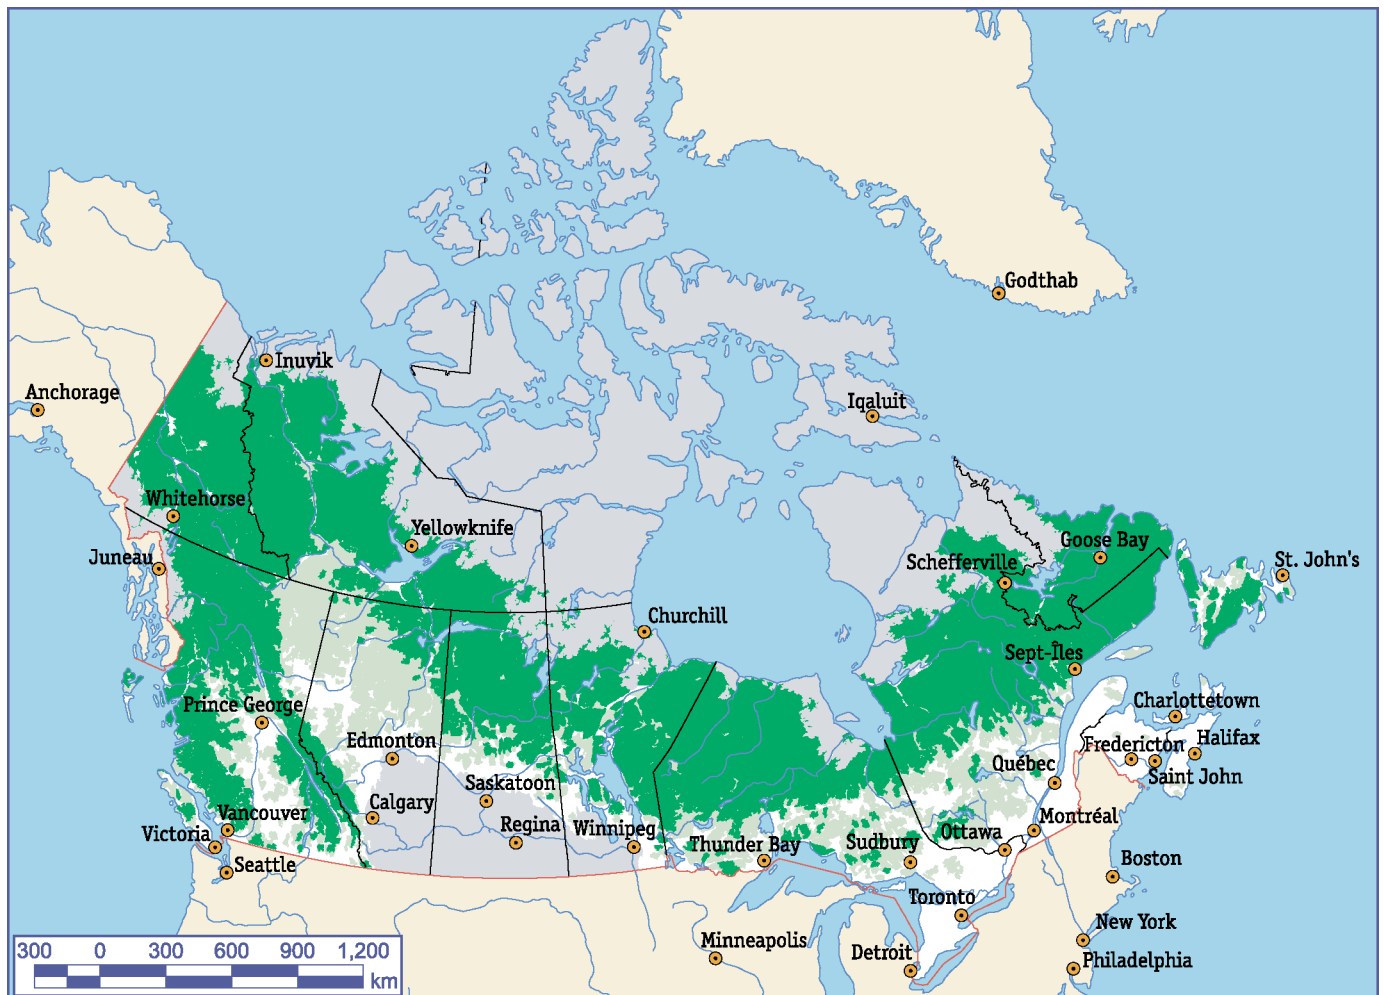 Godthab
Inuvik
Anchorage
Iqaluit
Whitehorse
Yellowknife
Juneau
Goose Bay
Schefferville
St. John's
Churchill
Sept-Îles
Prince George
Charlottetown
Edmonton
Fredericton
Halifax
Québec
Saint John
Saskatoon
Calgary
Vancouver
Regina
Winnipeg
Montréal
Victoria
Thunder Bay
Sudbury
Ottawa
Seattle
Boston
Toronto
New York
Minneapolis
Detroit
Philadelphia
300 0 300 600 900 1,200
km